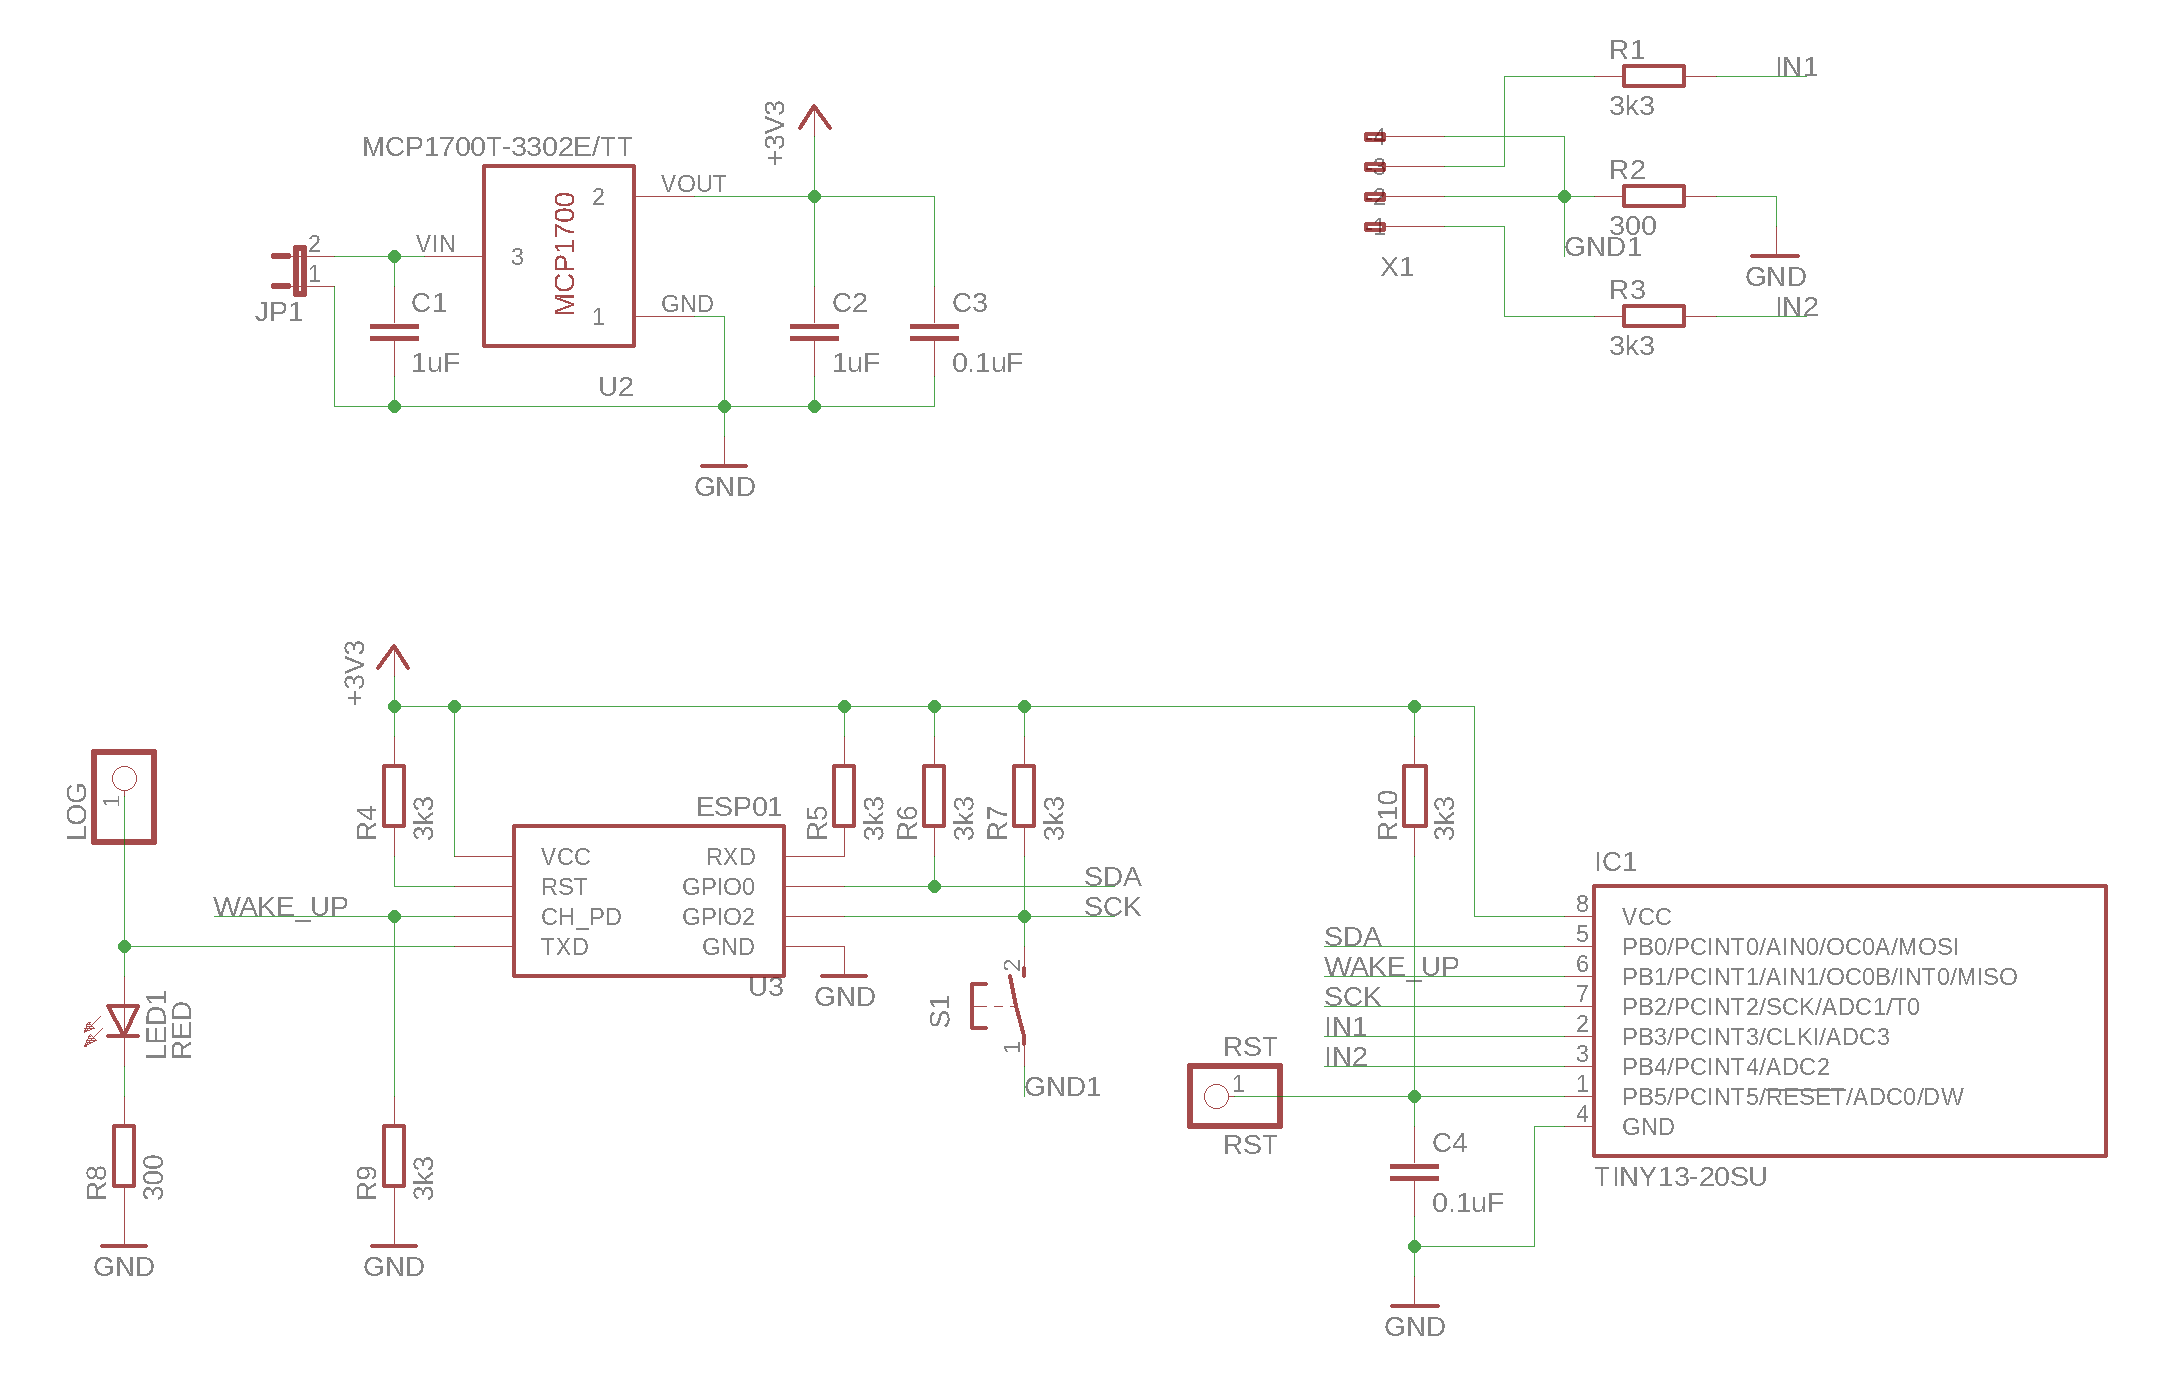 MCP1700T-3302E/TT
MCP1700
+3V3
2
VOUT
2
1
VIN
3
GND
1
JP1
C1
1uF
U2
C2
1uF
C3
0.1uF
GND
R1
IN1
3k3
4
3
2
1
X1
R2
300
GND1
GND
R3
IN2
3k3
+3V3
LOG
1
R4
3k3
ESP01
VCC
RXD
RST
GPIO0
CH_PD
GPIO2
TXD
GND
U3
GND
WAKE_UP
R5
3k3
R6
3k3
R7
3k3
SDA
SCK
2
S1
1
GND1
LED1
RED
R8
300
GND
R9
3k3
GND
R10
3k3
IC1
8
VCC
SDA
5
PB0/PCINT0/AIN0/OC0A/MOSI
WAKE_UP
6
PB1/PCINT1/AIN1/OC0B/INT0/MISO
SCK
7
PB2/PCINT2/SCK/ADC1/T0
IN1
2
PB3/PCINT3/CLKI/ADC3
IN2
3
PB4/PCINT4/ADC2
1
PB5/PCINT5/RESET/ADC0/DW
4
GND
TINY13-20SU
RST
1
RST
C4
0.1uF
GND